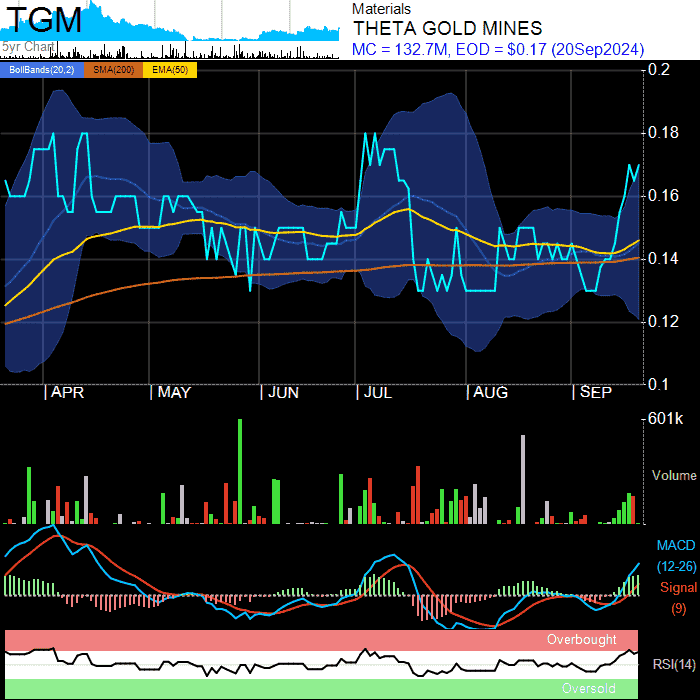 TGM
5yr Chart
Materials
THETA GOLD MINES
MC = 132.7M, EOD = $0.17 (20Sep2024)
BollBands(20,2) SMA(200) EMA(50)
0.2
0.18
0.16
0.14
0.12
0.1
APR MAY JUN JUL AUG SEP
601k
Volume
MACD
(12-26)
Signal
(9)
Overbought
RSI(14)
Oversold